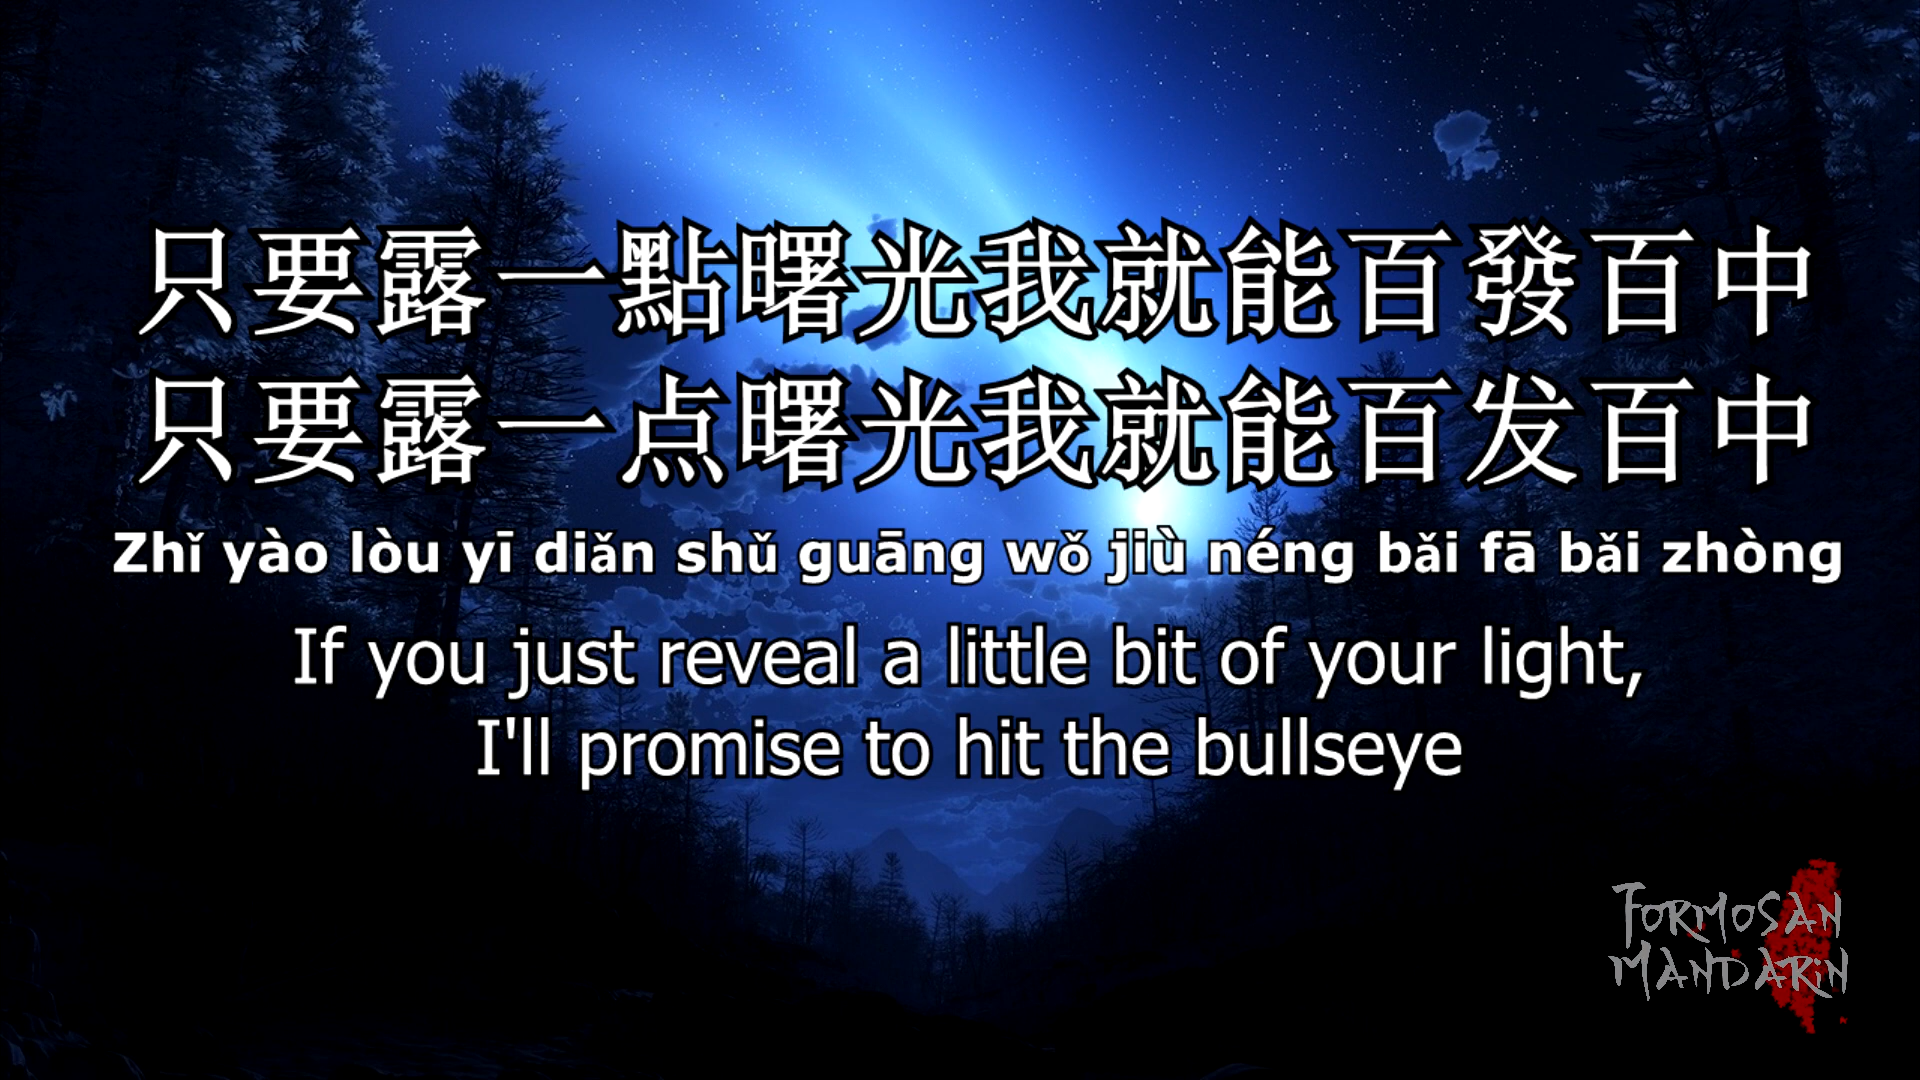 只要露一點曙光我就能百發百中
只要露一点曙光我就能百发百中
Zhǐ yào lòu yī diǎn shǔ guāng wǒ jiù néng bǎi fā bǎi zhòng
If you just reveal a little bit of your light,
I'll promise to hit the bullseye
FORMOSAN
MANDARIN